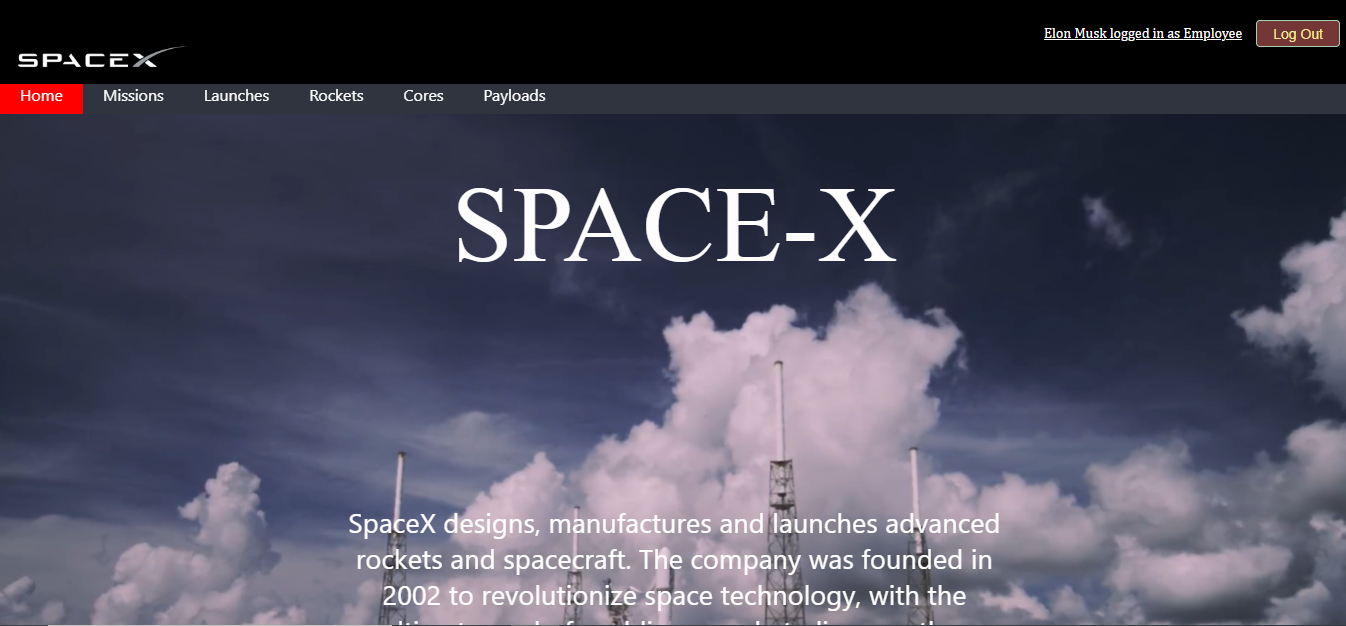 Elon Musk logged in as Employee
Log Out
SPACEX
Home
Missions
Launches
Rockets
Cores
Payloads
SPACE-X
SpaceX designs, manufactures and launches advanced
rockets and spacecraft. The company was founded in
2002 to revolutionize space technology, with the